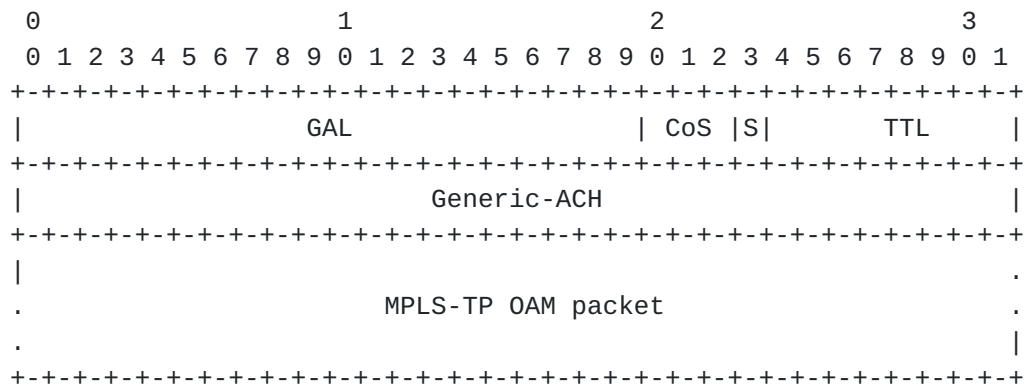 0                   1                   2                   3
 0 1 2 3 4 5 6 7 8 9 0 1 2 3 4 5 6 7 8 9 0 1 2 3 4 5 6 7 8 9 0 1
+-+-+-+-+-+-+-+-+-+-+-+-+-+-+-+-+-+-+-+-+-+-+-+-+-+-+-+-+-+-+-+-+
|                  GAL                  | CoS |S|       TTL     |
+-+-+-+-+-+-+-+-+-+-+-+-+-+-+-+-+-+-+-+-+-+-+-+-+-+-+-+-+-+-+-+-+
|                          Generic-ACH                          |
+-+-+-+-+-+-+-+-+-+-+-+-+-+-+-+-+-+-+-+-+-+-+-+-+-+-+-+-+-+-+-+-+
|                                                               .
.                       MPLS-TP OAM packet                      .
.                                                               |
+-+-+-+-+-+-+-+-+-+-+-+-+-+-+-+-+-+-+-+-+-+-+-+-+-+-+-+-+-+-+-+-+